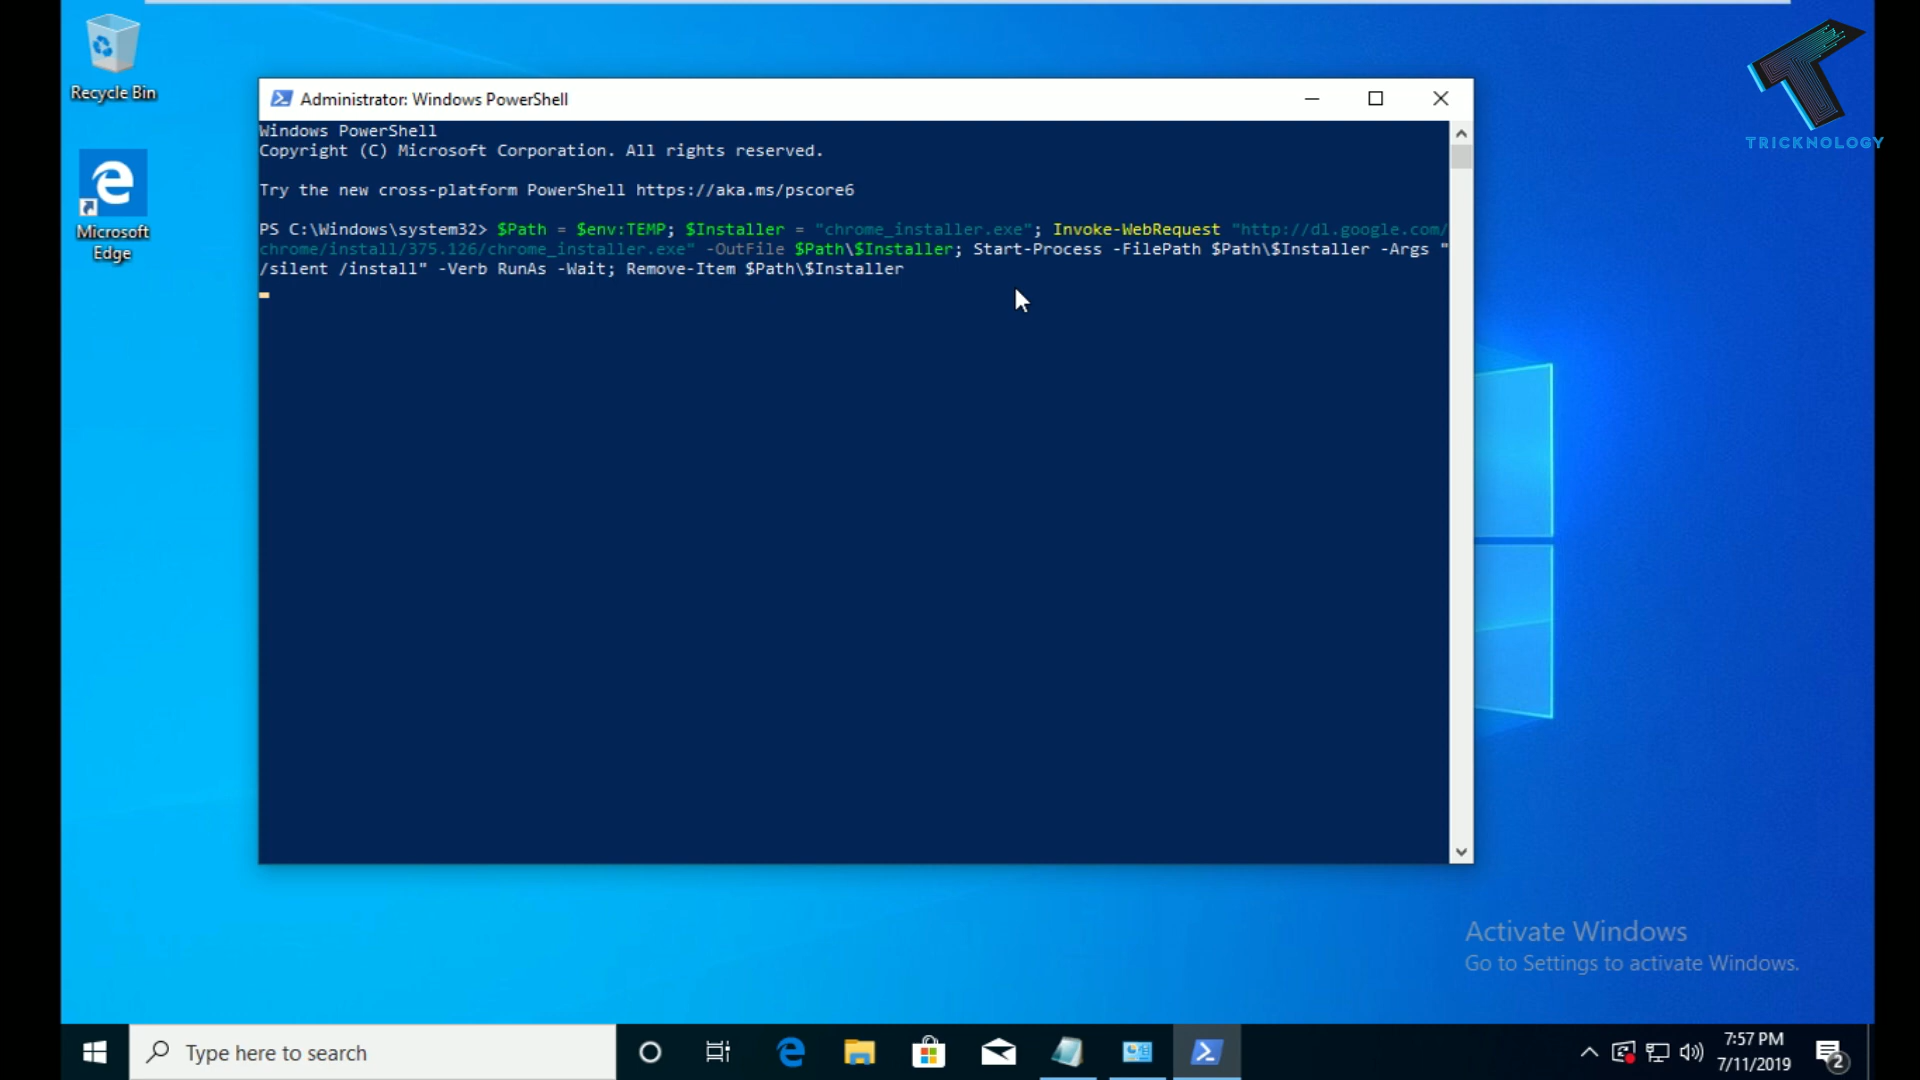 Recycle Bin
Microsoft
Edge
TRICKNOLOGY
Administrator: Windows PowerShell
Windows PowerShell
Copyright (C) Microsoft Corporation. All rights reserved.
Try the new cross-platform PowerShell https://aka.ms/pscore6
PS C:\Windows\system32> $Path = $env:TEMP; $Installer = "chrome_installer.exe"; Invoke-WebRequest "http://dl.google.com/
chrome/install/375.126/chrome_installer.exe" -OutFile $Path\$Installer; Start-Process -FilePath $Path\$Installer -Args "
/silent /install" -Verb RunAs -Wait; Remove-Item $Path\$Installer
Activate Windows
Go to Settings to activate Windows.
Type here to search
7:57 PM
7/11/2019
2